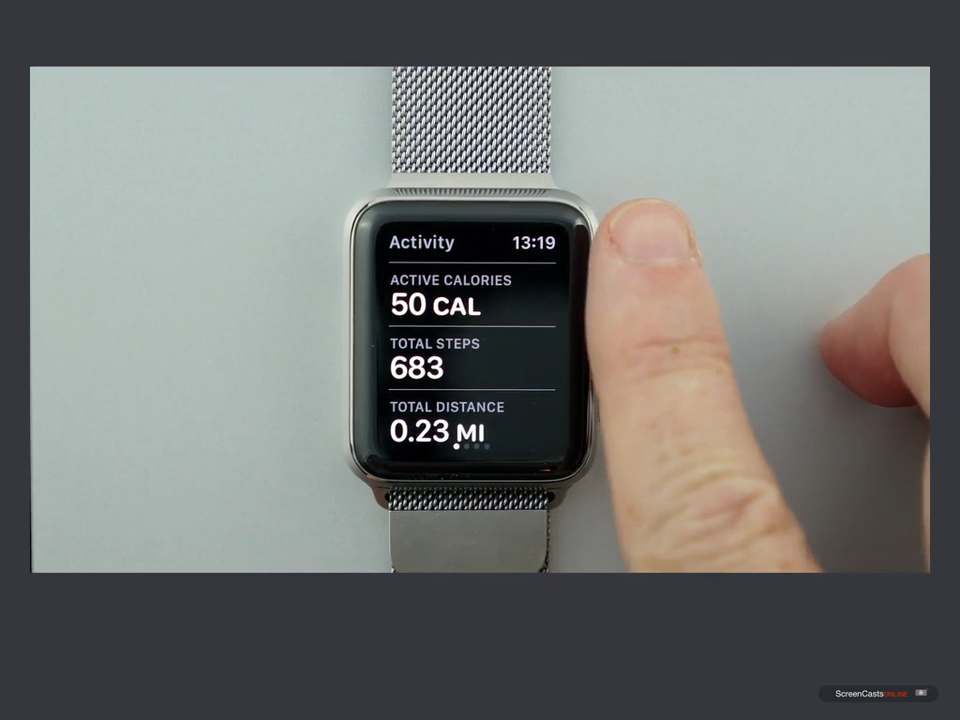 Activity 13:19
ACTIVE CALORIES
50 CAL
TOTAL STEPS
683
TOTAL DISTANCE
0.23 MI
ScreenCastsONLINE